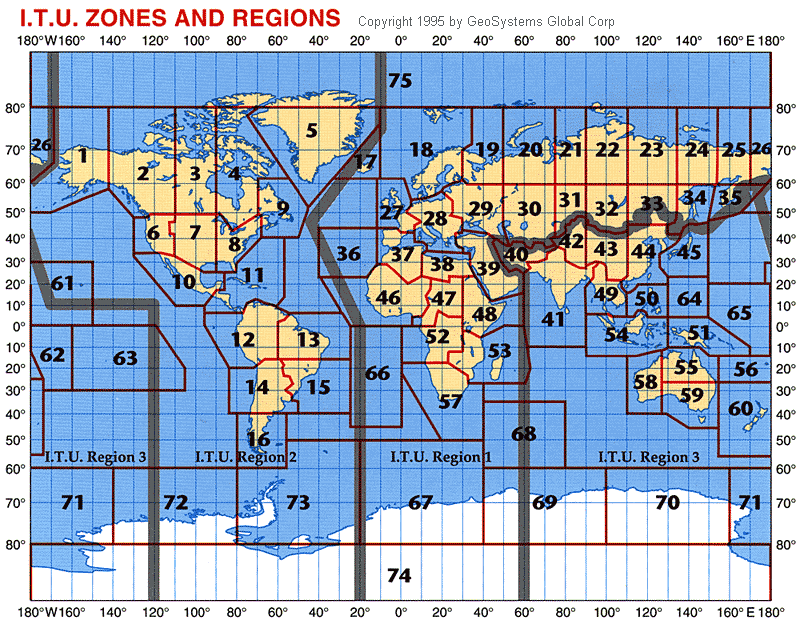 I.T.U. ZONES AND REGIONS Copyright 1995 by GeoSystems Global Corp
180° W 160° 140° 120° 100° 80° 60° 40° 20° 0° 20° 40° 60° 80° 100° 120° 140° 160° E 180°
75
80° 80°
5
26 1 2 3 4 17 18 19 20 21 22 23 24 25 26
70° 70°
60° 60°
9 27 28 29 30 31 32 33 34 35
50° 50°
6 7 8
40° 40°
36 37 38 39 40 42 43 44 45
30° 30°
61 10 11 46 47 48 49 50 64
20° 20°
10° 10°
41 65
0° 0°
62 63 12 13 52 53 54 51
10° 10°
66 55 56
20° 20°
14 15 57 58 59 60
30° 30°
40° 40°
16 68
50° 50°
I.T.U. Region 3 I.T.U. Region 2 I.T.U. Region 1 I.T.U. Region 3
60° 60°
71 72 73 67 69 70 71
70° 70°
80° 80°
74
180° W 160° 140° 120° 100° 80° 60° 40° 20° 0° 20° 40° 60° 80° 100° 120° 140° 160° E 180°